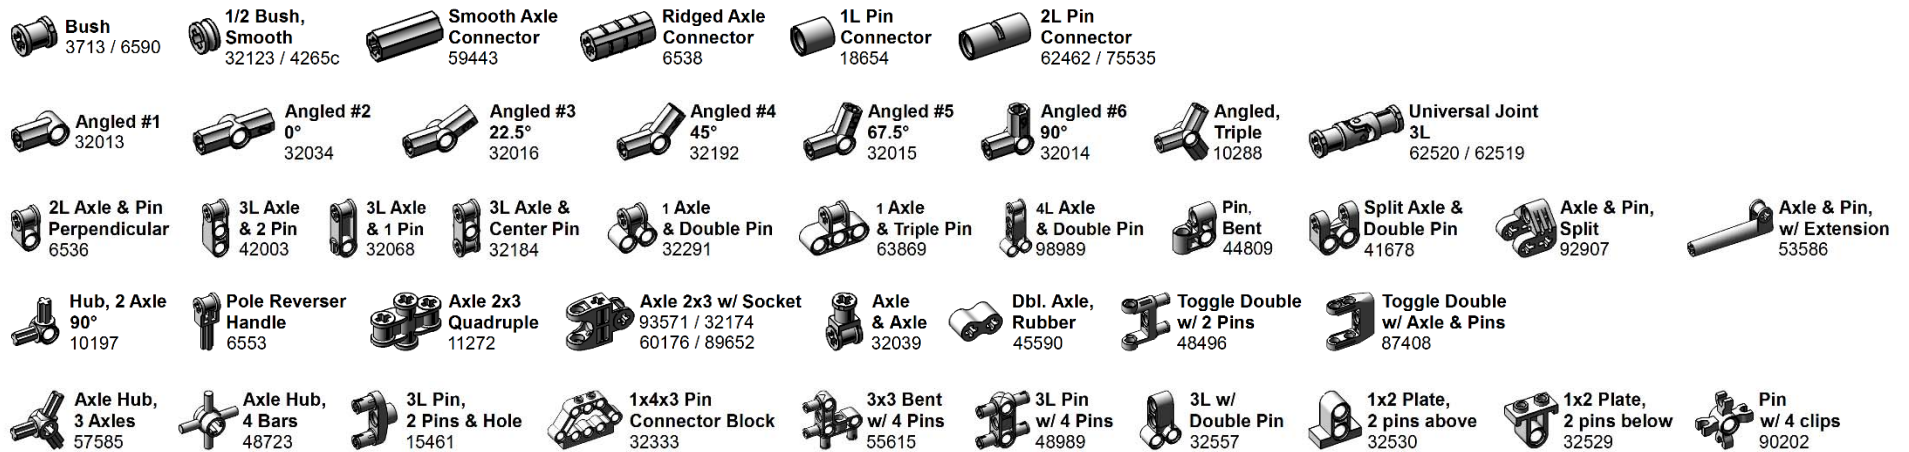 Bush
3713 / 6590
1/2 Bush,
Smooth
32123 / 4265c
Smooth Axle
Connector
59443
Ridged Axle
Connector
6538
1L Pin
Connector
18654
2L Pin
Connector
62462 / 75535
Angled #1
32013
Angled #2
0°
32034
Angled #3
22.5°
32016
Angled #4
45°
32192
Angled #5
67.5°
32015
Angled #6
90°
32014
Angled,
Triple
10288
Universal Joint
3L
62520 / 62519
2L Axle & Pin
Perpendicular
6536
3L Axle
& 2 Pin
42003
3L Axle
& 1 Pin
32068
3L Axle &
Center Pin
32184
1 Axle
& Double Pin
32291
1 Axle
& Triple Pin
63869
4L Axle
& Double Pin
98989
Pin,
Bent
44809
Split Axle &
Double Pin
41678
Axle & Pin,
Split
92907
Axle & Pin,
w/ Extension
53586
Hub, 2 Axle
90°
10197
Pole Reverser
Handle
6553
Axle 2x3
Quadruple
11272
Axle 2x3 w/ Socket
93571 / 32174
60176 / 89652
Axle
& Axle
32039
Dbl. Axle,
Rubber
45590
Toggle Double
w/ 2 Pins
48496
Toggle Double
w/ Axle & Pins
87408
Axle Hub,
3 Axles
57585
Axle Hub,
4 Bars
48723
3L Pin,
2 Pins & Hole
15461
1x4x3 Pin
Connector Block
32333
3x3 Bent
w/ 4 Pins
55615
3L Pin
w/ 4 Pins
48989
3L w/
Double Pin
32557
1x2 Plate,
2 pins above
32530
1x2 Plate,
2 pins below
32529
Pin
w/ 4 clips
90202